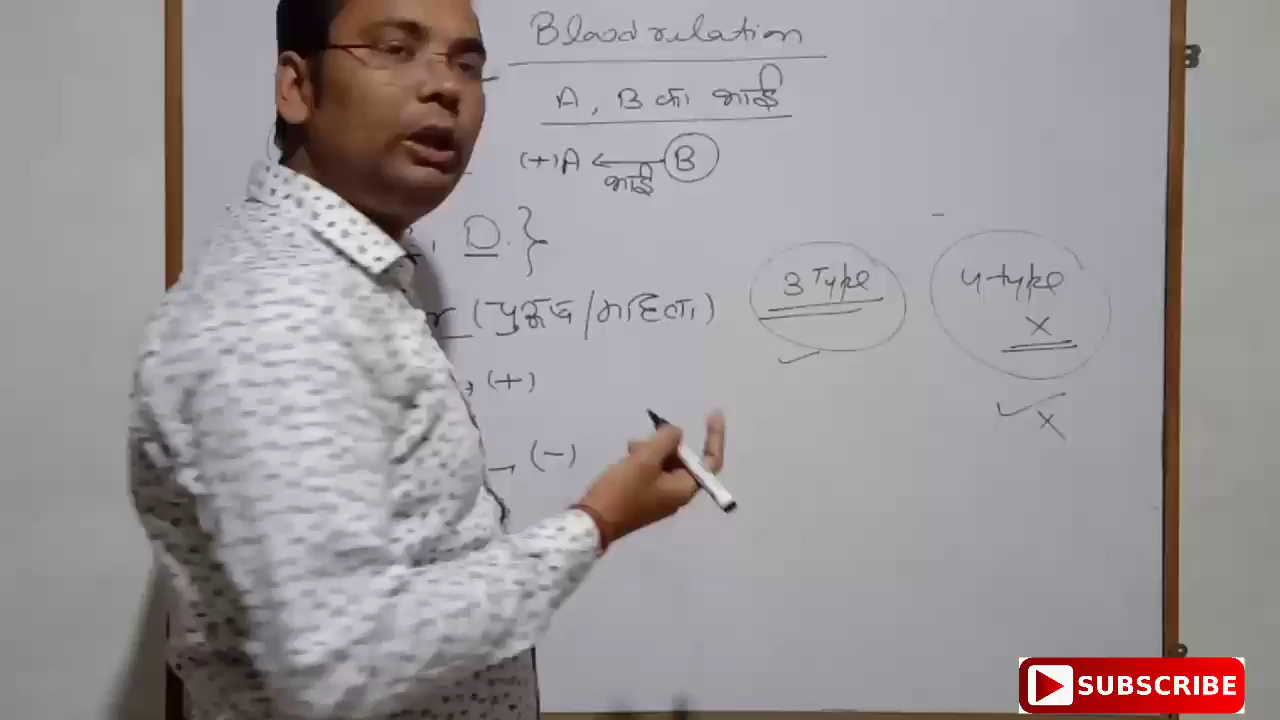 Blood relation
A, B का भाई
(+) A ← B
भाई
, D. }
(पुरुष/महिला)
3 Type
4 type
x
→ (+)
x
→ (-)
SUBSCRIBE